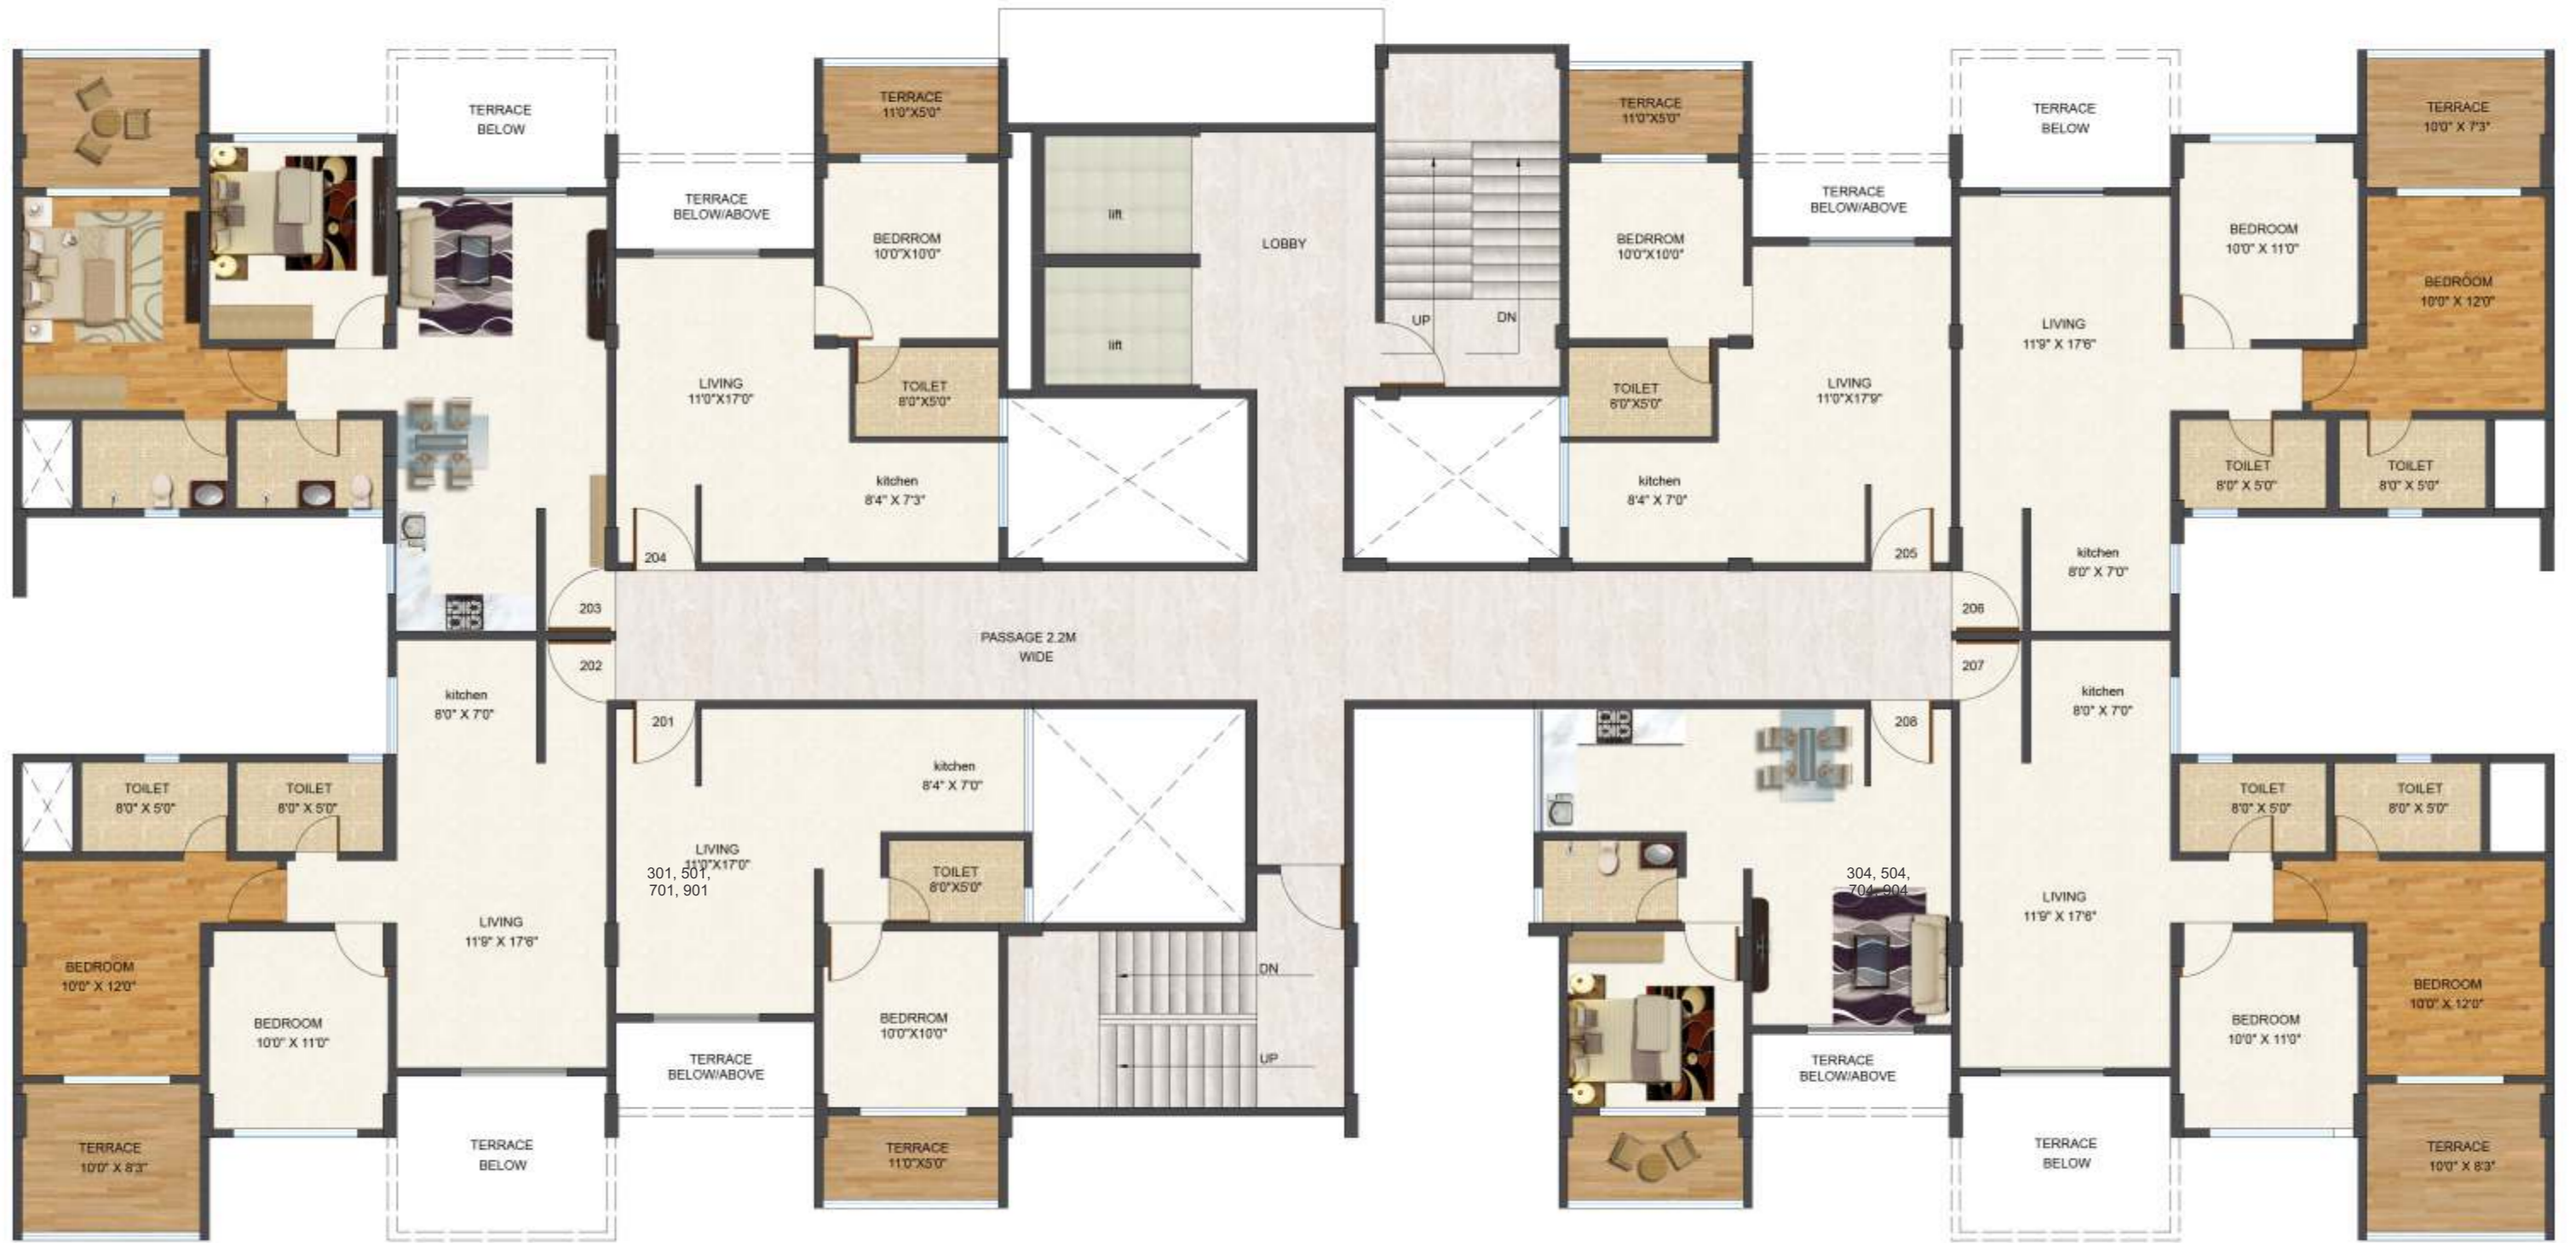 TERRACE
BELOW
TERRACE
11'0"X5'0"
TERRACE
BELOW/ABOVE
BEDRROM
10'0"X10'0"
LIVING
11'0"X17'0"
TOILET
8'0"X5'0"
kitchen
8'4" X 7'3"
204
203
lift
lift
LOBBY
UP
DN
TERRACE
11'0"X5'0"
BEDRROM
10'0"X10'0"
TOILET
8'0"X5'0"
kitchen
8'4" X 7'0"
TERRACE
BELOW/ABOVE
LIVING
11'0"X17'9"
205
TERRACE
BELOW
LIVING
11'9" X 17'6"
kitchen
8'0" X 7'0"
206
BEDROOM
10'0" X 11'0"
TERRACE
10'0" X 7'3"
BEDROOM
10'0" X 12'0"
TOILET
8'0" X 5'0"
TOILET
8'0" X 5'0"
PASSAGE 2.2M
WIDE
202
kitchen
8'0" X 7'0"
TOILET
8'0" X 5'0"
TOILET
8'0" X 5'0"
LIVING
11'9" X 17'6"
BEDROOM
10'0" X 12'0"
BEDROOM
10'0" X 11'0"
TERRACE
10'0" X 8'3"
TERRACE
BELOW
201
kitchen
8'4" X 7'0"
LIVING
11'0"X17'0"
301, 501,
701, 901
TOILET
8'0"X5'0"
BEDRROM
10'0"X10'0"
TERRACE
BELOW/ABOVE
TERRACE
11'0"X5'0"
DN
UP
208
304, 504,
704, 904
TERRACE
BELOW/ABOVE
207
kitchen
8'0" X 7'0"
TOILET
8'0" X 5'0"
TOILET
8'0" X 5'0"
LIVING
11'9" X 17'6"
BEDROOM
10'0" X 12'0"
BEDROOM
10'0" X 11'0"
TERRACE
BELOW
TERRACE
10'0" X 8'3"